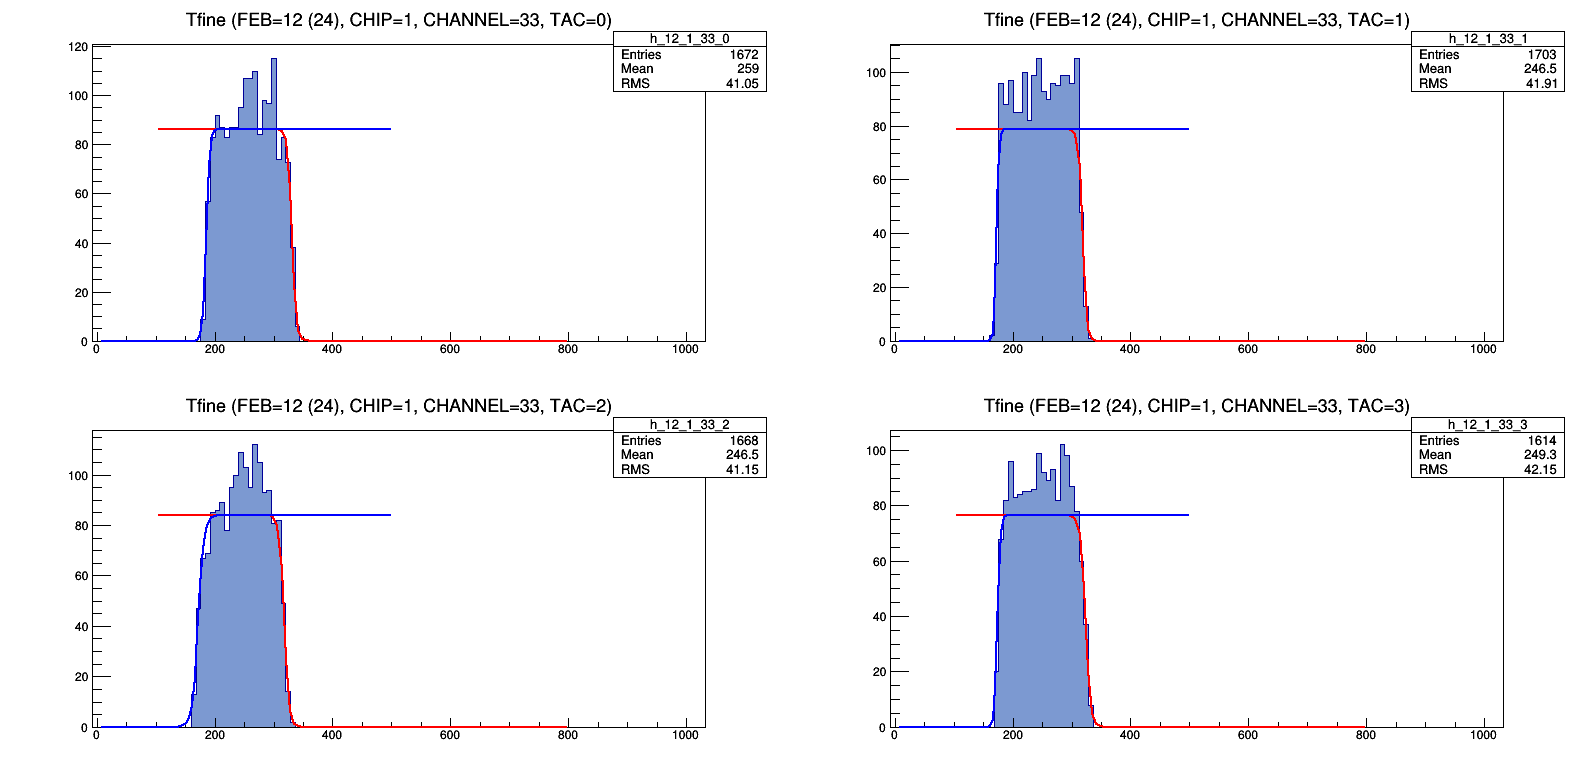 Tfine (FEB=12 (24), CHIP=1, CHANNEL=33, TAC=0)
h_12_1_33_0
Entries 1672
Mean 259
RMS 41.05
120
100
80
60
40
20
0
0 200 400 600 800 1000
Tfine (FEB=12 (24), CHIP=1, CHANNEL=33, TAC=1)
h_12_1_33_1
Entries 1703
Mean 246.5
RMS 41.91
100
80
60
40
20
0
0 200 400 600 800 1000
Tfine (FEB=12 (24), CHIP=1, CHANNEL=33, TAC=2)
h_12_1_33_2
Entries 1668
Mean 246.5
RMS 41.15
100
80
60
40
20
0
0 200 400 600 800 1000
Tfine (FEB=12 (24), CHIP=1, CHANNEL=33, TAC=3)
h_12_1_33_3
Entries 1614
Mean 249.3
RMS 42.15
100
80
60
40
20
0
0 200 400 600 800 1000